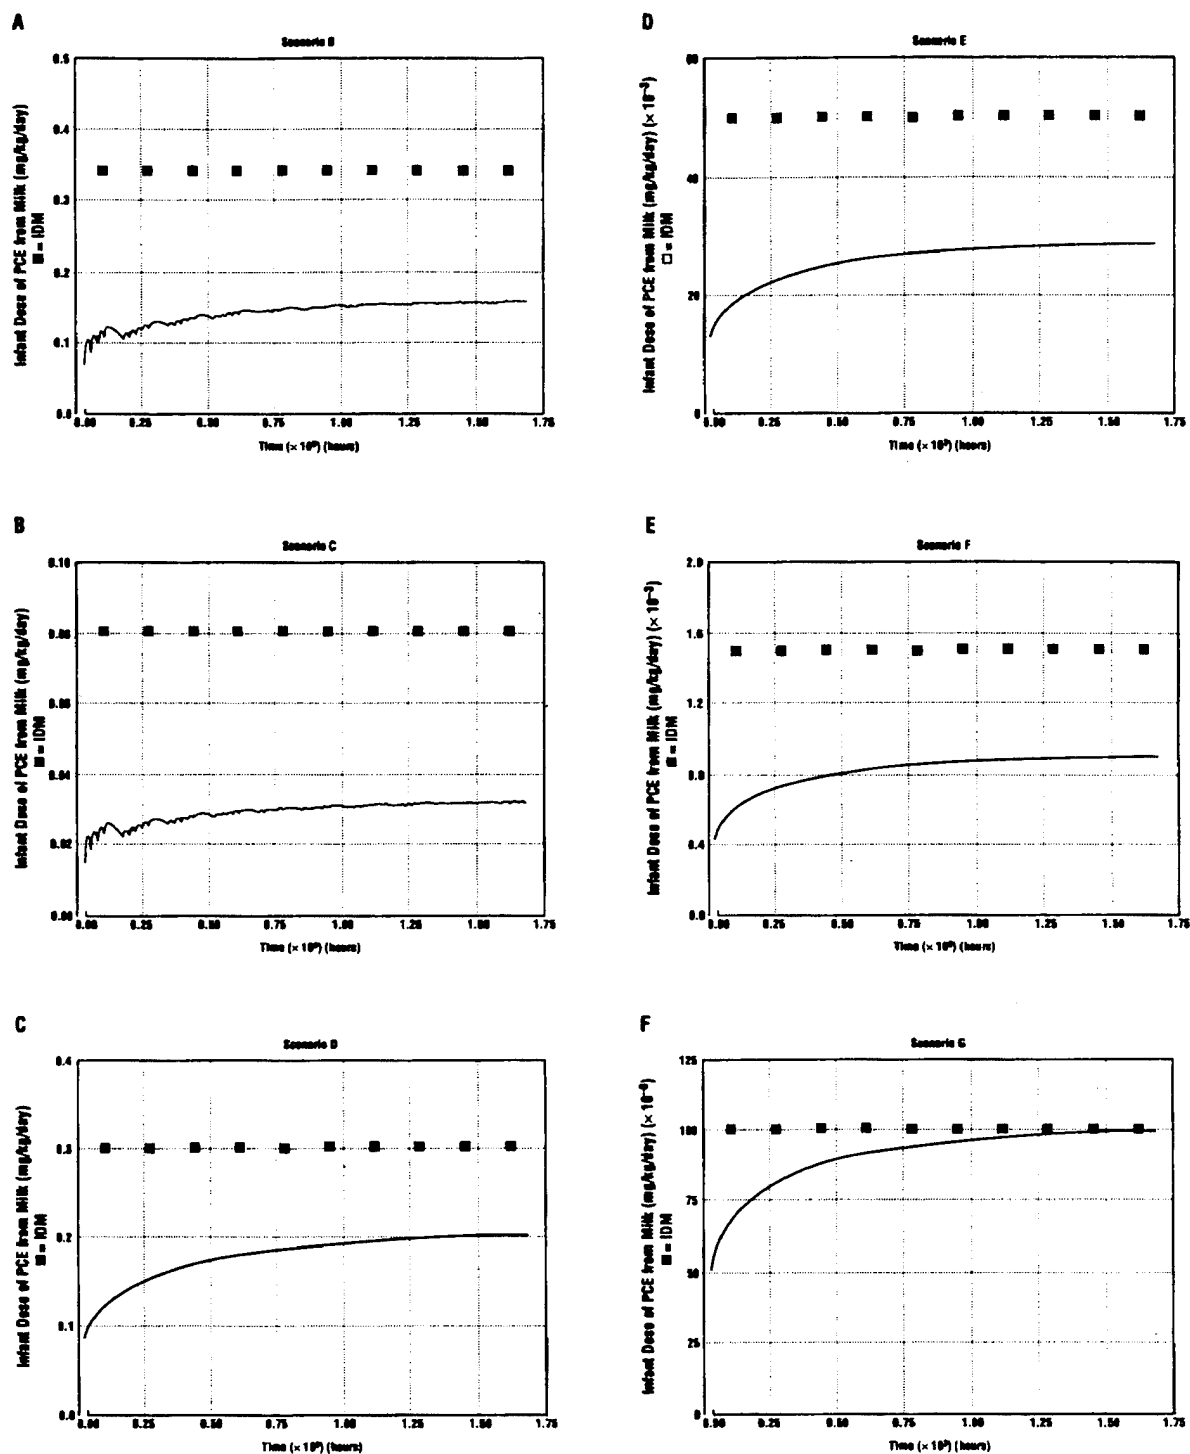 A
Scenario B
Infant Dose of PCE from Milk (mg/kg/day)
■ = IDM
0.5
0.4
0.3
0.2
0.1
0.0
0.00 0.25 0.50 0.75 1.00 1.25 1.50 1.75
(hours)
Time
B
Scenario C
Infant Dose of PCE from Milk (mg/kg/day)
■ = IDM
0.10
0.08
0.06
0.04
0.02
0.00
0.00 0.25 0.50 0.75 1.00 1.25 1.50 1.75
Time (hours)
C
Scenario D
Infant Dose of PCE from Milk (mg/kg/day)
■ = IDM
0.4
0.3
0.2
0.1
0.0
0.00 0.25 0.50 0.75 1.00 1.25 1.50 1.75
Time (hours)
D
Scenario E
Infant Dose of PCE from Milk (mg/kg/day) (× 10⁻³)
□ = IDM
60
40
20
0
0.00 0.25 0.50 0.75 1.00 1.25 1.50 1.75
Time (× 10³) (hours)
E
Scenario F
Infant Dose of PCE from Milk (mg/kg/day) (× 10⁻³)
■ = IDM
2.0
1.6
1.2
0.8
0.4
0.0
0.00 0.25 0.50 0.75 1.00 1.25 1.50 1.75
Time (hours)
F
Scenario G
Infant Dose of PCE from Milk (mg/kg/day)
■ = IDM
125
100
75
50
25
0
0.00 0.25 0.50 0.75 1.00 1.25 1.50 1.75
Time (× 10³) (hours)